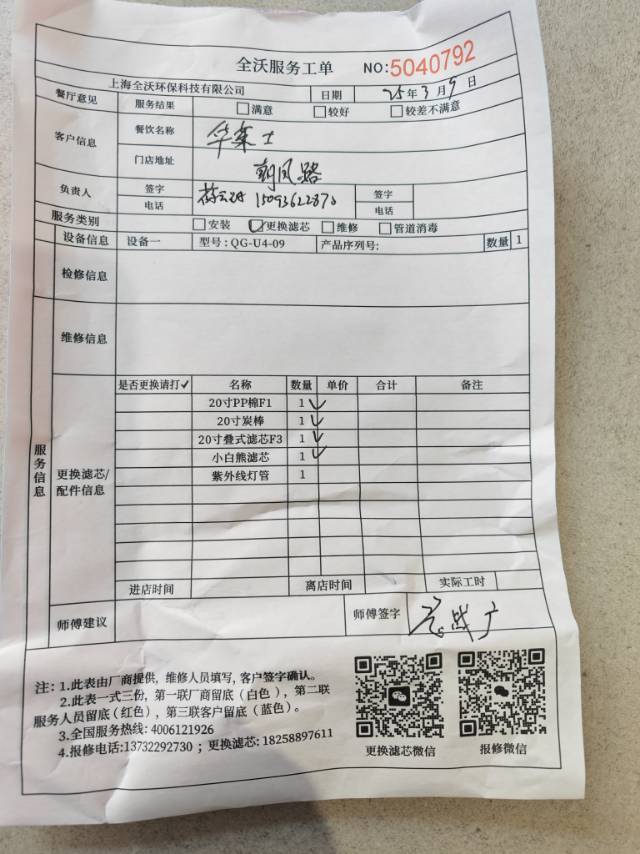 全沃服务工单 NO:5040792
上海全沃环保科技有限公司 日期 25年3月9日
餐厅意见 服务结果 □满意 □较好 □较差不满意
客户信息 餐饮名称 华莱士
门店地址 朝凤路
负责人 签字 签字
电话 15093622870 电话
服务类别 □安装 ☑更换滤芯 □维修 □管道消毒
设备信息 设备一 型号:QG-U4-09 产品序列号: 数量 1
检修信息
维修信息
服务信息
更换滤芯/配件信息
是否更换请打✓ 名称 数量 单价 合计 备注
20寸PP棉F1 1 ✓
20寸炭棒 1 ✓
20寸叠式滤芯F3 1 ✓
小白熊滤芯 1 ✓
紫外线灯管 1
进店时间 离店时间 实际工时
师傅建议 师傅签字
注:1.此表由厂商提供,维修人员填写,客户签字确认。
2.此表一式三份,第一联厂商留底(白色),第二联
服务人员留底(红色),第三联客户留底(蓝色)。
3.全国服务热线:4006121926
4.报修电话:13732292730;更换滤芯:18258897611
更换滤芯微信 报修微信